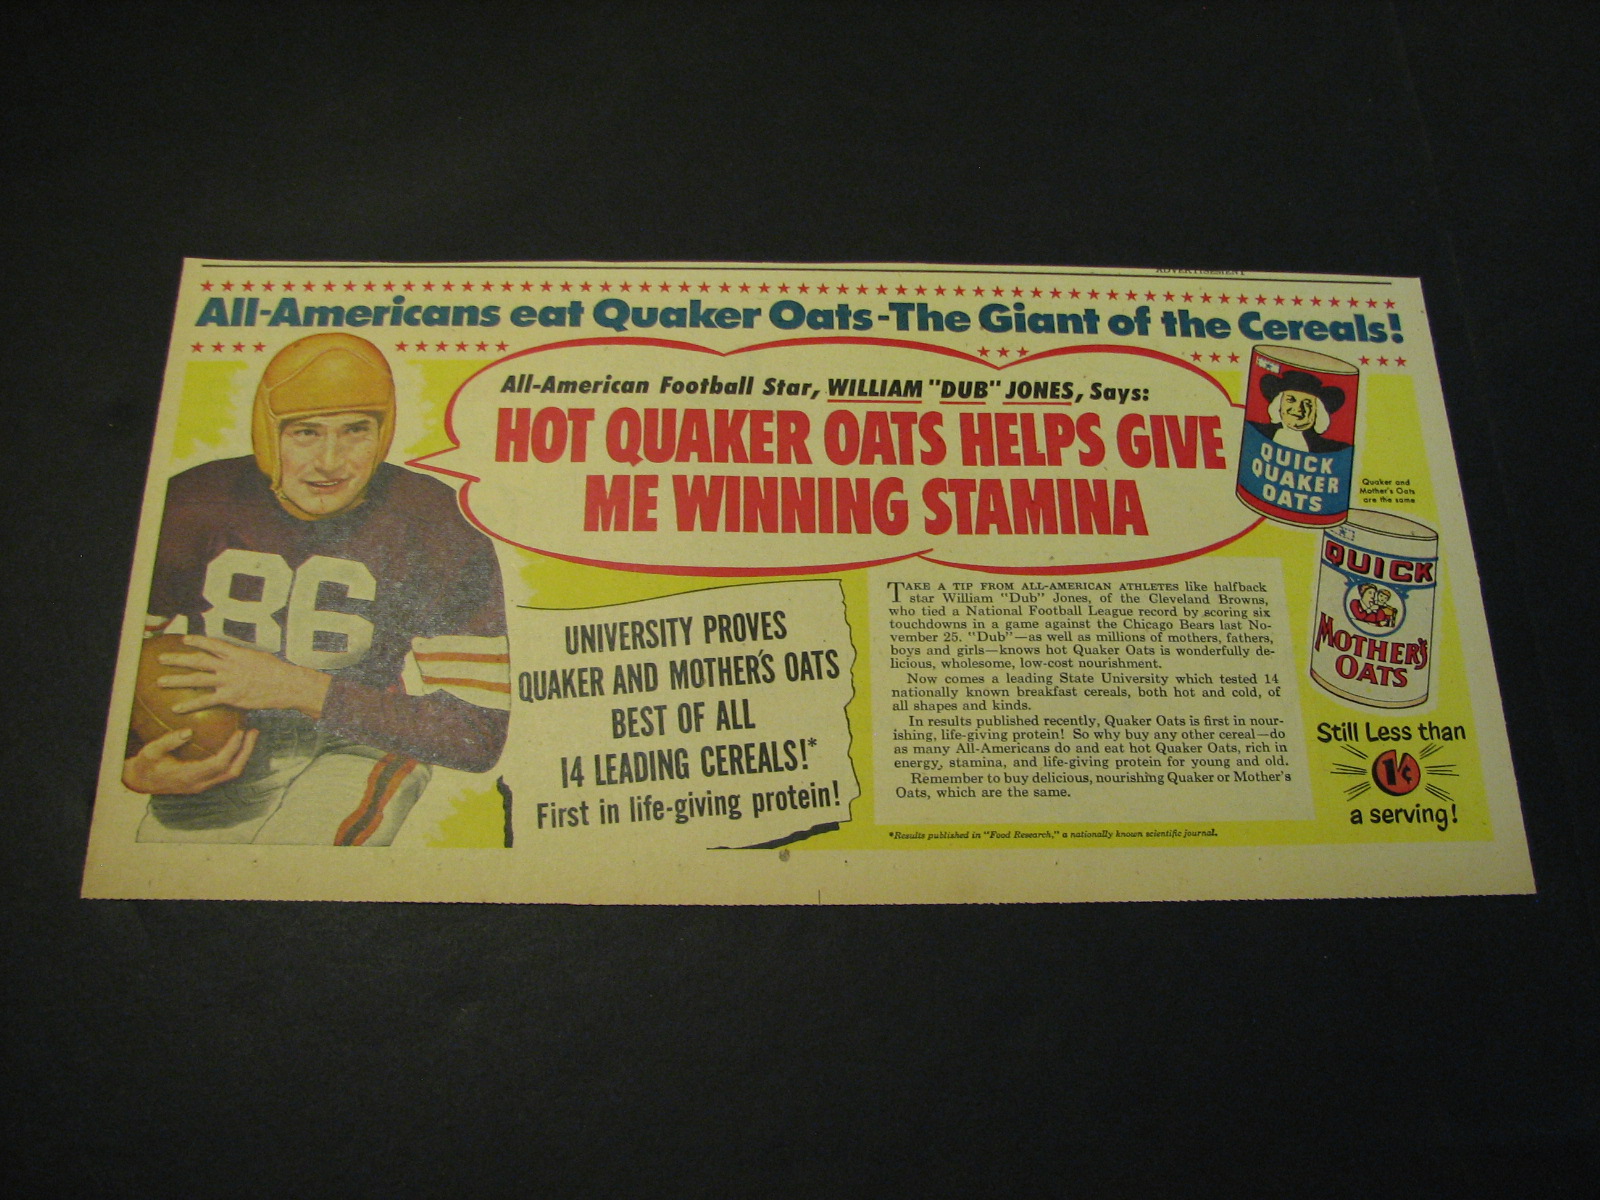 ADVERTISEMENT
All-Americans eat Quaker Oats-The Giant of the Cereals!
All-American Football Star, WILLIAM "DUB" JONES, Says:
HOT QUAKER OATS HELPS GIVE
ME WINNING STAMINA
86
QUICK
QUAKER
OATS
Quaker and
Mother's Oats
are the same
QUICK
MOTHER'S
OATS
UNIVERSITY PROVES
QUAKER AND MOTHER'S OATS
BEST OF ALL
14 LEADING CEREALS!*
First in life-giving protein!
TAKE A TIP FROM ALL-AMERICAN ATHLETES like halfback
star William "Dub" Jones, of the Cleveland Browns,
who tied a National Football League record by scoring six
touchdowns in a game against the Chicago Bears last No-
vember 25. "Dub"—as well as millions of mothers, fathers,
boys and girls—knows hot Quaker Oats is wonderfully de-
licious, wholesome, low-cost nourishment.
Now comes a leading State University which tested 14
nationally known breakfast cereals, both hot and cold, of
all shapes and kinds.
In results published recently, Quaker Oats is first in nour-
ishing, life-giving protein! So why buy any other cereal—do
as many All-Americans do and eat hot Quaker Oats, rich in
energy, stamina, and life-giving protein for young and old.
Remember to buy delicious, nourishing Quaker or Mother's
Oats, which are the same.
*Results published in "Food Research," a nationally known scientific journal.
Still Less than
1¢
a serving!